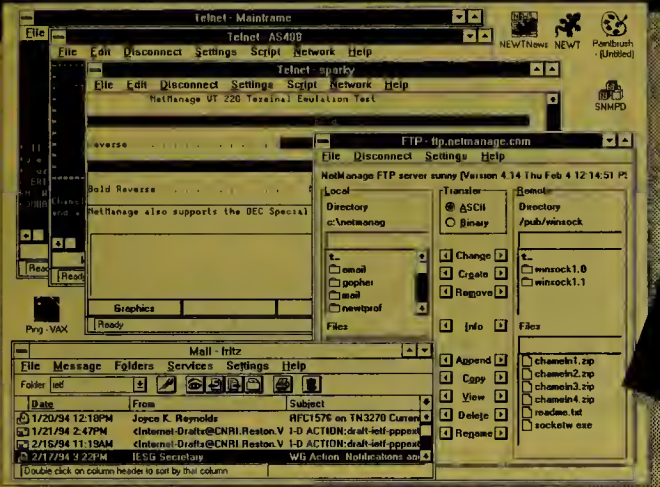 Telnet - Mainframe
File
Telnet - AS400
File Edit Disconnect Settings Script Network Help
Telnet - sparky
File Edit Disconnect Settings Script Network Help
NetManage VT 220 Terminal Emulation Test
everse
Bold Reverse
NetManage also supports the DEC Special
Graphics
Ready
Read
Read
NEWTNews
NEWT
Paintbrush - (Untitled)
SNMPD
Ping - VAX
FTP - ftp.netmanage.com
File Disconnect Settings Help
NetManage FTP server sunny (Version 4.14 Thu Feb 4 12:14:51 PS
Local
Directory
c:\netmanag
t..
email
gopher
mail
newtprof
Files
Transfer
ASCII
Binary
Change
Create
Remove
Info
Append
Copy
View
Delete
Rename
Remote
Directory
/pub/winsock
t..
winsock1.0
winsock1.1
Files
chamein1.zip
chamein2.zip
chamein3.zip
chamein4.zip
readme.txt
socketw.exe
Mail - fritz
File Message Folders Services Settings Help
Folder ietf
Date From Subject
1/20/94 12:18PM Joyce K. Reynolds RFC1576 on TN3270 Curren
1/21/94 2:47PM <Internet-Drafts@CNRI.Reston.V I-D ACTION:draft-ietf-pppext
2/16/94 11:19AM <Internet-Drafts@CNRI.Reston.V I-D ACTION:draft-ietf-pppext
2/17/94 3:22PM IESG Secretary WG Action: Notifications an
Double click on column header to sort by that column